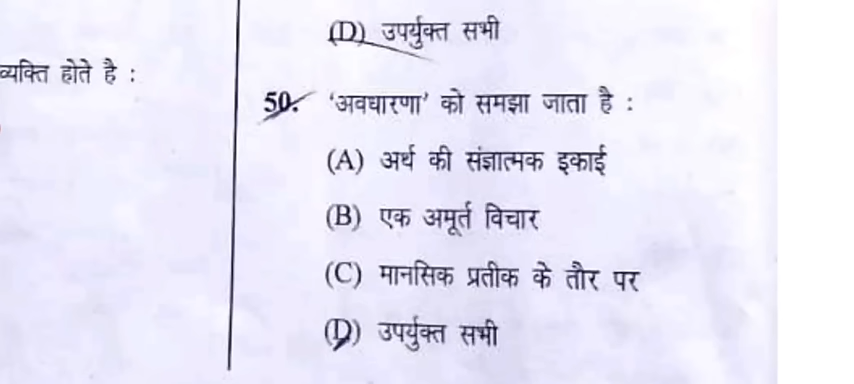 व्यक्ति होते है :
(D) उपर्युक्त सभी
50. 'अवधारणा' को समझा जाता है :
(A) अर्थ की संज्ञात्मक इकाई
(B) एक अमूर्त विचार
(C) मानसिक प्रतीक के तौर पर
(D) उपर्युक्त सभी